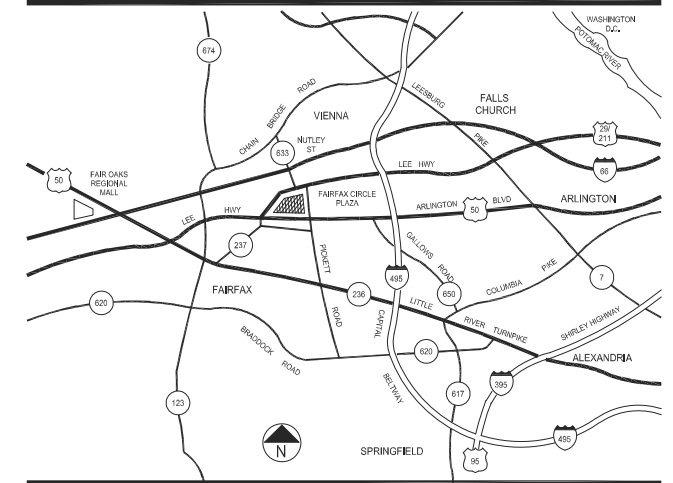 WASHINGTON
D.C.
POTOMAC RIVER
674
LEESBURG
PIKE
CHAIN BRIDGE ROAD
VIENNA
FALLS
CHURCH
29/
211
633
NUTLEY
ST
66
LEE HWY
50
FAIR OAKS
REGIONAL
MALL
FAIRFAX CIRCLE
PLAZA
ARLINGTON BLVD
50
ARLINGTON
LEE HWY
237
PICKETT ROAD
GALLOWS ROAD
495
650
COLUMBIA PIKE
7
FAIRFAX
236
LITTLE RIVER TURNPIKE
620
BRADDOCK ROAD
CAPITAL BELTWAY
620
SHIRLEY HIGHWAY
ALEXANDRIA
395
617
123
N
SPRINGFIELD
95
495